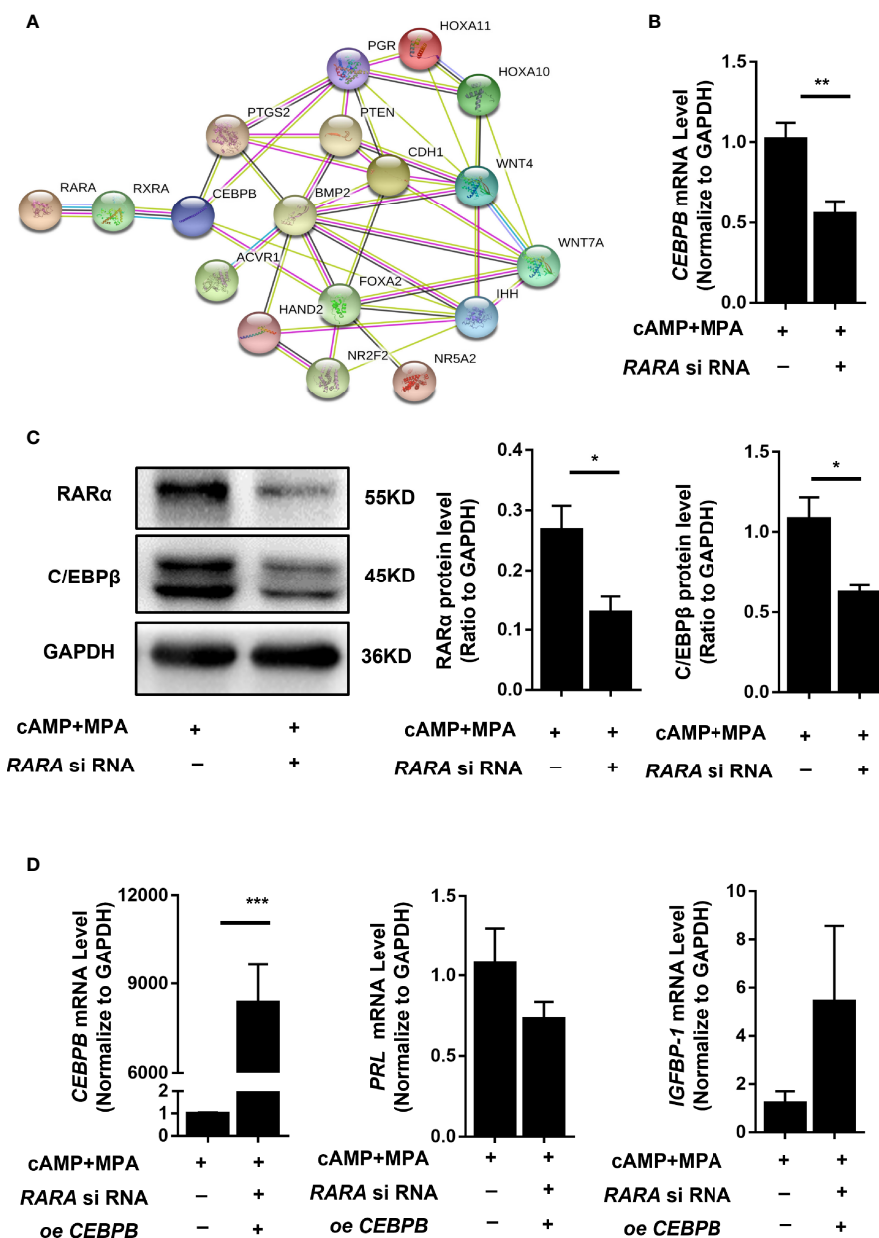 A
HOXA11
PGR
HOXA10
PTGS2
PTEN
CDH1
WNT4
RARA
RXRA
CEBPB
BMP2
WNT7A
ACVR1
FOXA2
IHH
HAND2
NR2F2
NR5A2
B
CEBPB mRNA Level
(Normalize to GAPDH)
1.5
1.0
0.5
0.0
**
cAMP+MPA + +
RARA si RNA – +
C
RARα 55KD
C/EBPβ 45KD
GAPDH 36KD
cAMP+MPA + +
RARA si RNA – +
RARα protein level
(Ratio to GAPDH)
0.4
0.3
0.2
0.1
0.0
*
cAMP+MPA + +
RARA si RNA – +
C/EBPβ protein level
(Ratio to GAPDH)
1.5
1.0
0.5
0.0
*
cAMP+MPA + +
RARA si RNA – +
D
CEBPB mRNA Level
(Normalize to GAPDH)
12000
9000
6000
2
1
0
***
cAMP+MPA + +
RARA si RNA – +
oe CEBPB – +
PRL mRNA Level
(Normalize to GAPDH)
1.5
1.0
0.5
0.0
cAMP+MPA + +
RARA si RNA – +
oe CEBPB – +
IGFBP-1 mRNA Level
(Normalize to GAPDH)
10
8
6
4
2
0
cAMP+MPA + +
RARA si RNA – +
oe CEBPB – +